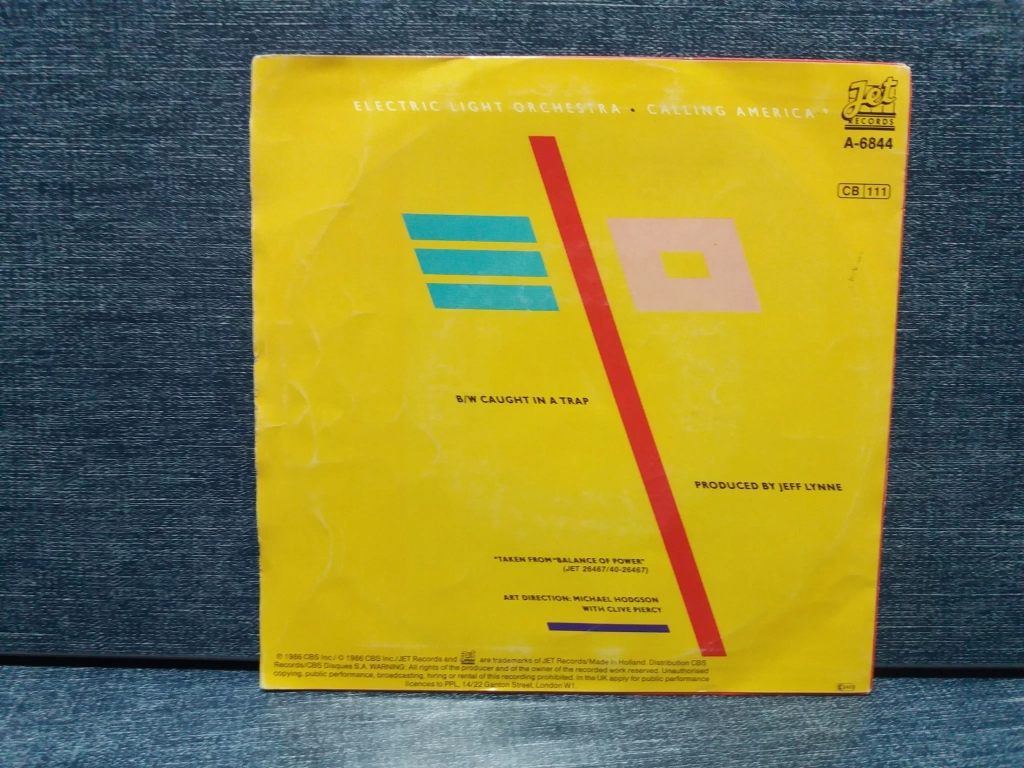 ELECTRIC LIGHT ORCHESTRA • CALLING AMERICA*
Jet
RECORDS
A-6844
CB 111
B/W CAUGHT IN A TRAP
PRODUCED BY JEFF LYNNE
*TAKEN FROM "BALANCE OF POWER"
(JET 26467/40-26467)
ART DIRECTION: MICHAEL HODGSON
WITH CLIVE PIERCY
℗ 1986 CBS Inc./ © 1986 CBS Inc./JET Records and Jet are trademarks of JET Records/Made in Holland. Distribution CBS
Records/CBS Disques S.A. WARNING: All rights of the producer and of the owner of the recorded work reserved. Unauthorised
copying, public performance, broadcasting, hiring or rental of this recording prohibited. In the UK apply for public performance
licences to PPL, 14/22 Ganton Street, London W1.